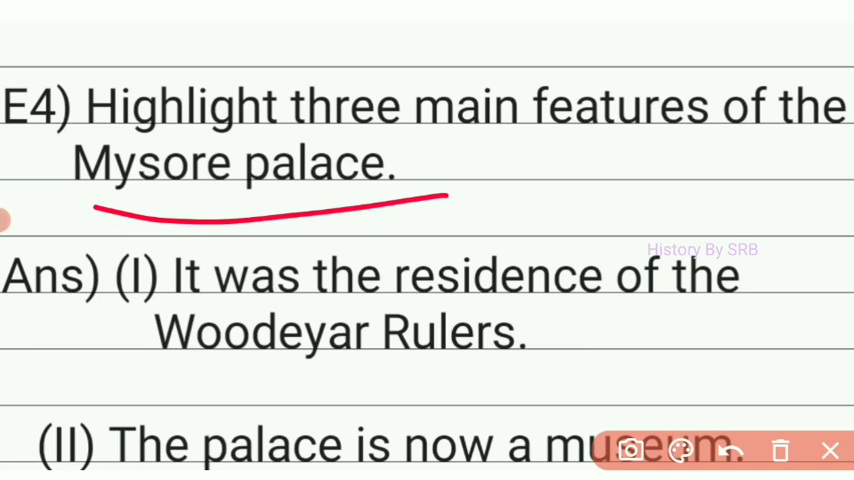 E4) Highlight three main features of the
Mysore palace.
History By SRB
Ans) (I) It was the residence of the
Woodeyar Rulers.
(II) The palace is now a museum.